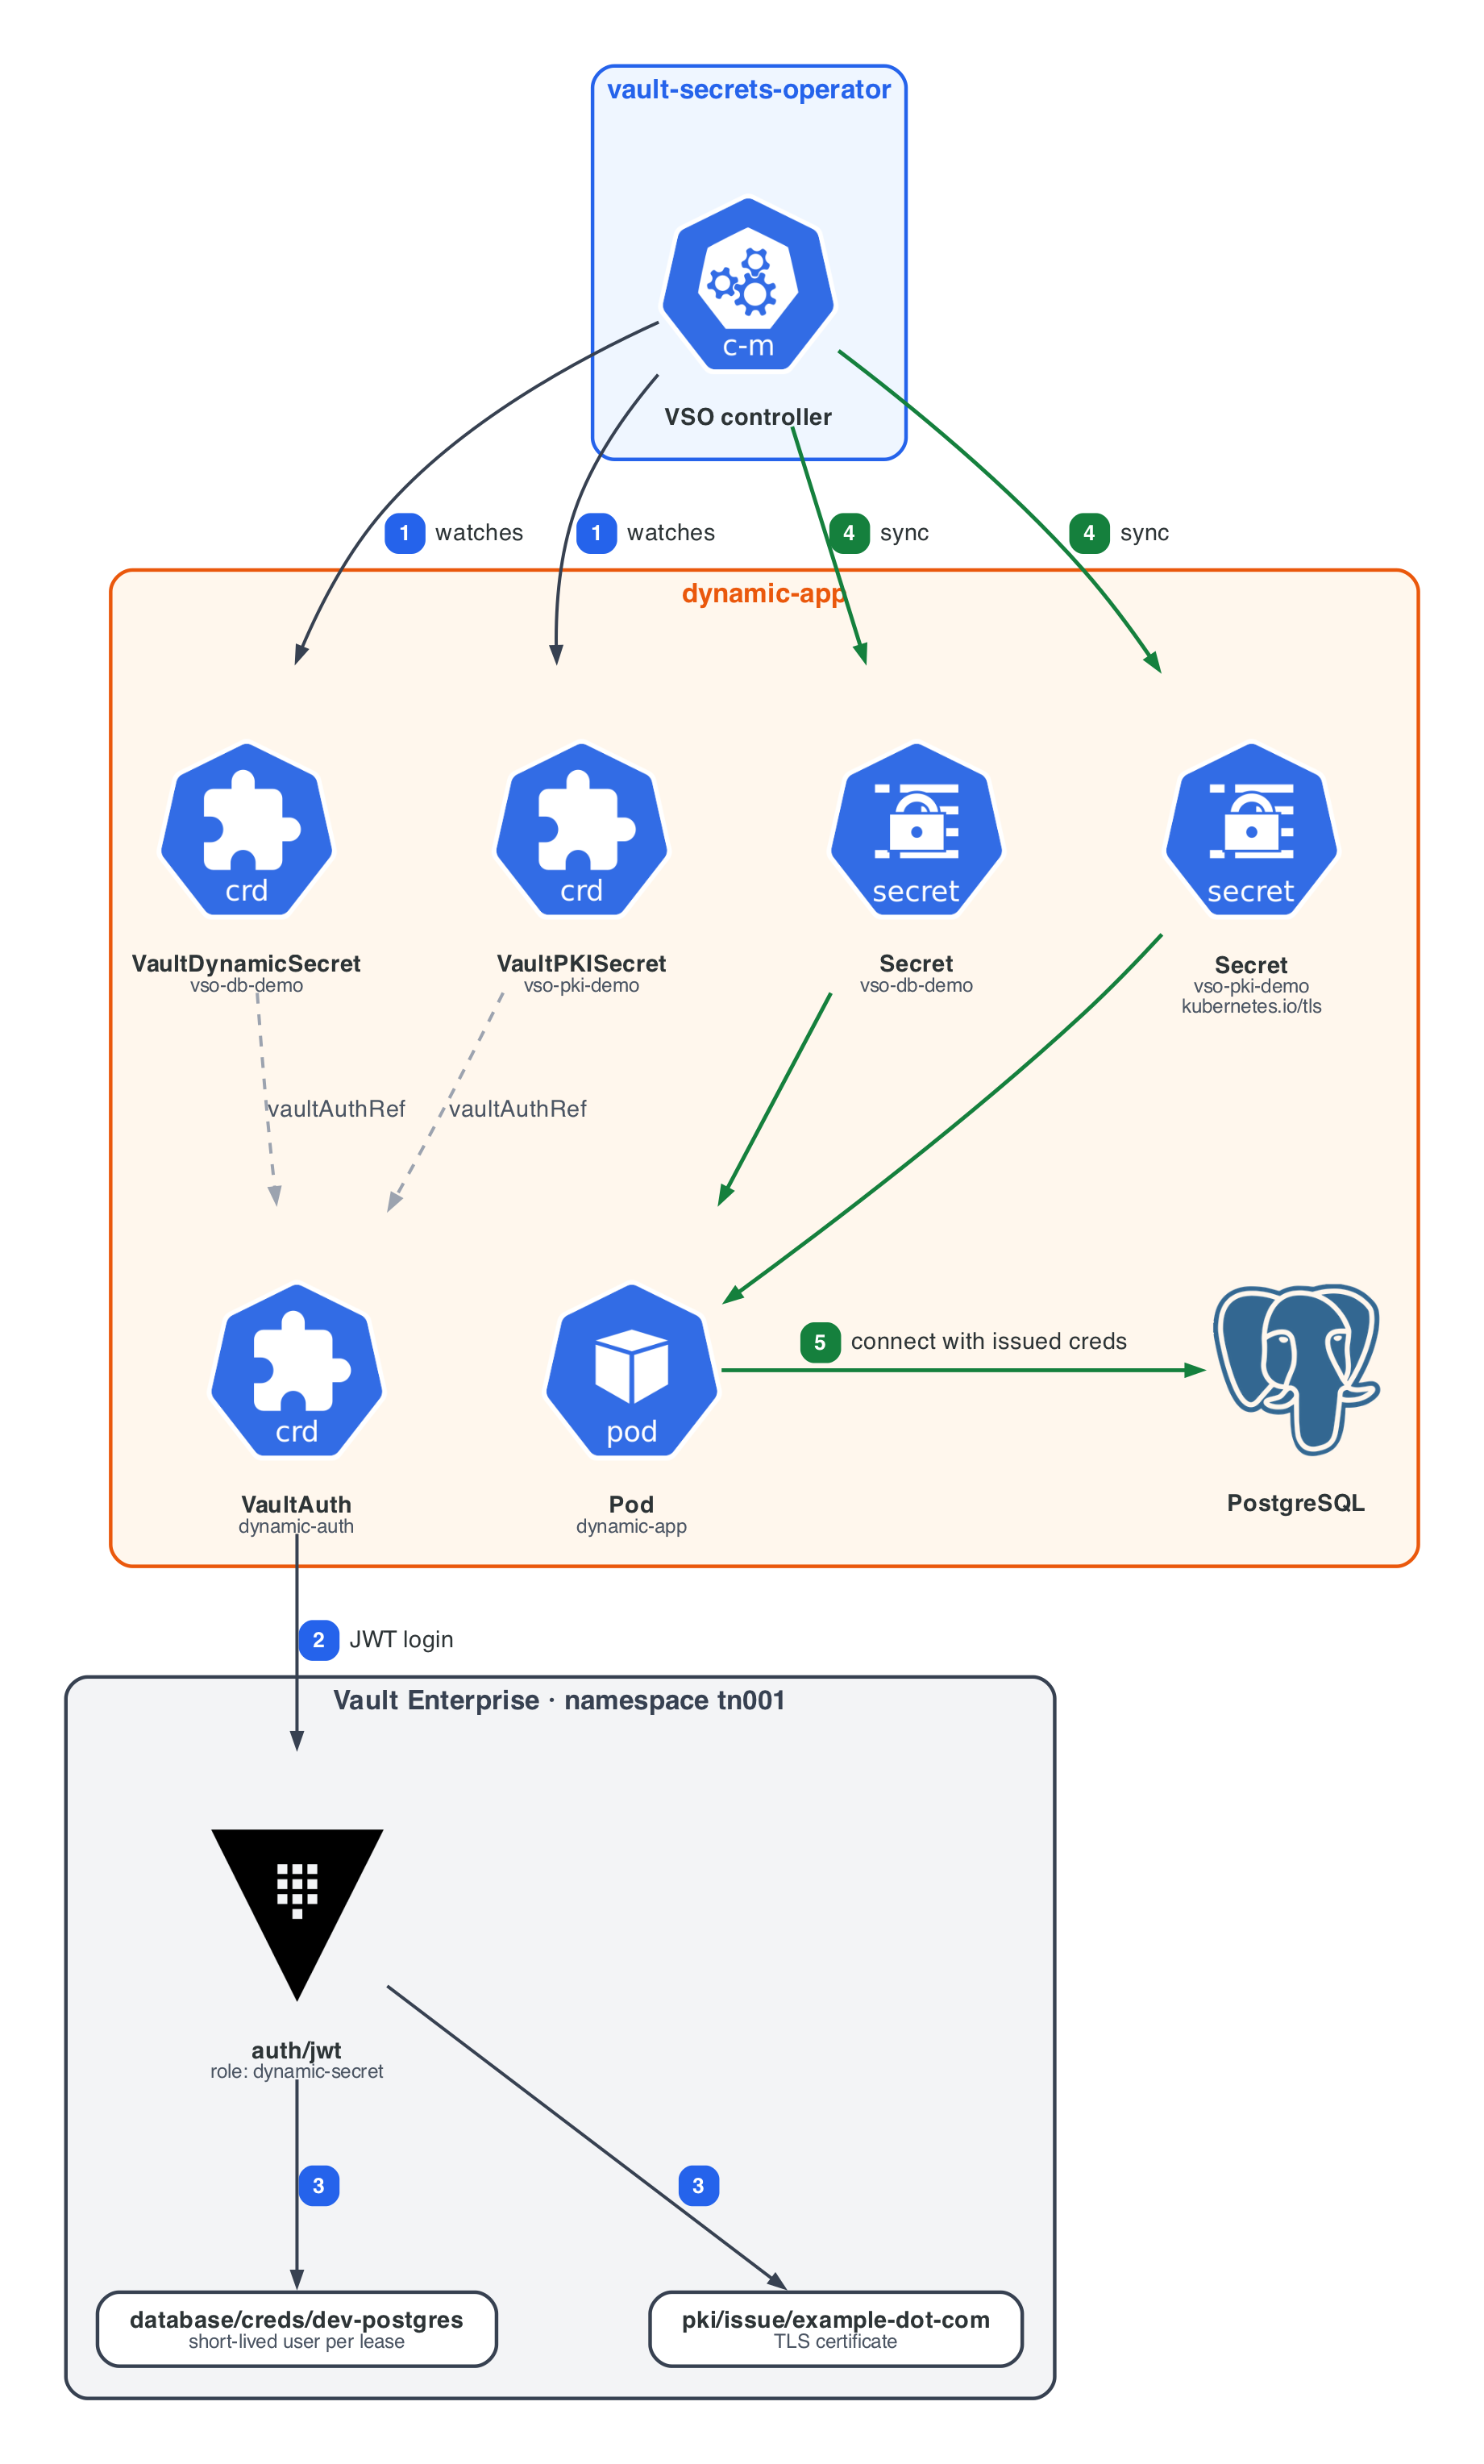 vault-secrets-operator
c-m
VSO controller
1 watches
1 watches
4 sync
4 sync
dynamic-app
crd
crd
secret
secret
VaultDynamicSecret
vso-db-demo
VaultPKISecret
vso-pki-demo
Secret
vso-db-demo
Secret
vso-pki-demo
kubernetes.io/tls
vaultAuthRef
vaultAuthRef
5 connect with issued creds
crd
pod
VaultAuth
dynamic-auth
Pod
dynamic-app
PostgreSQL
2 JWT login
Vault Enterprise · namespace tn001
auth/jwt
role: dynamic-secret
3
3
database/creds/dev-postgres
short-lived user per lease
pki/issue/example-dot-com
TLS certificate